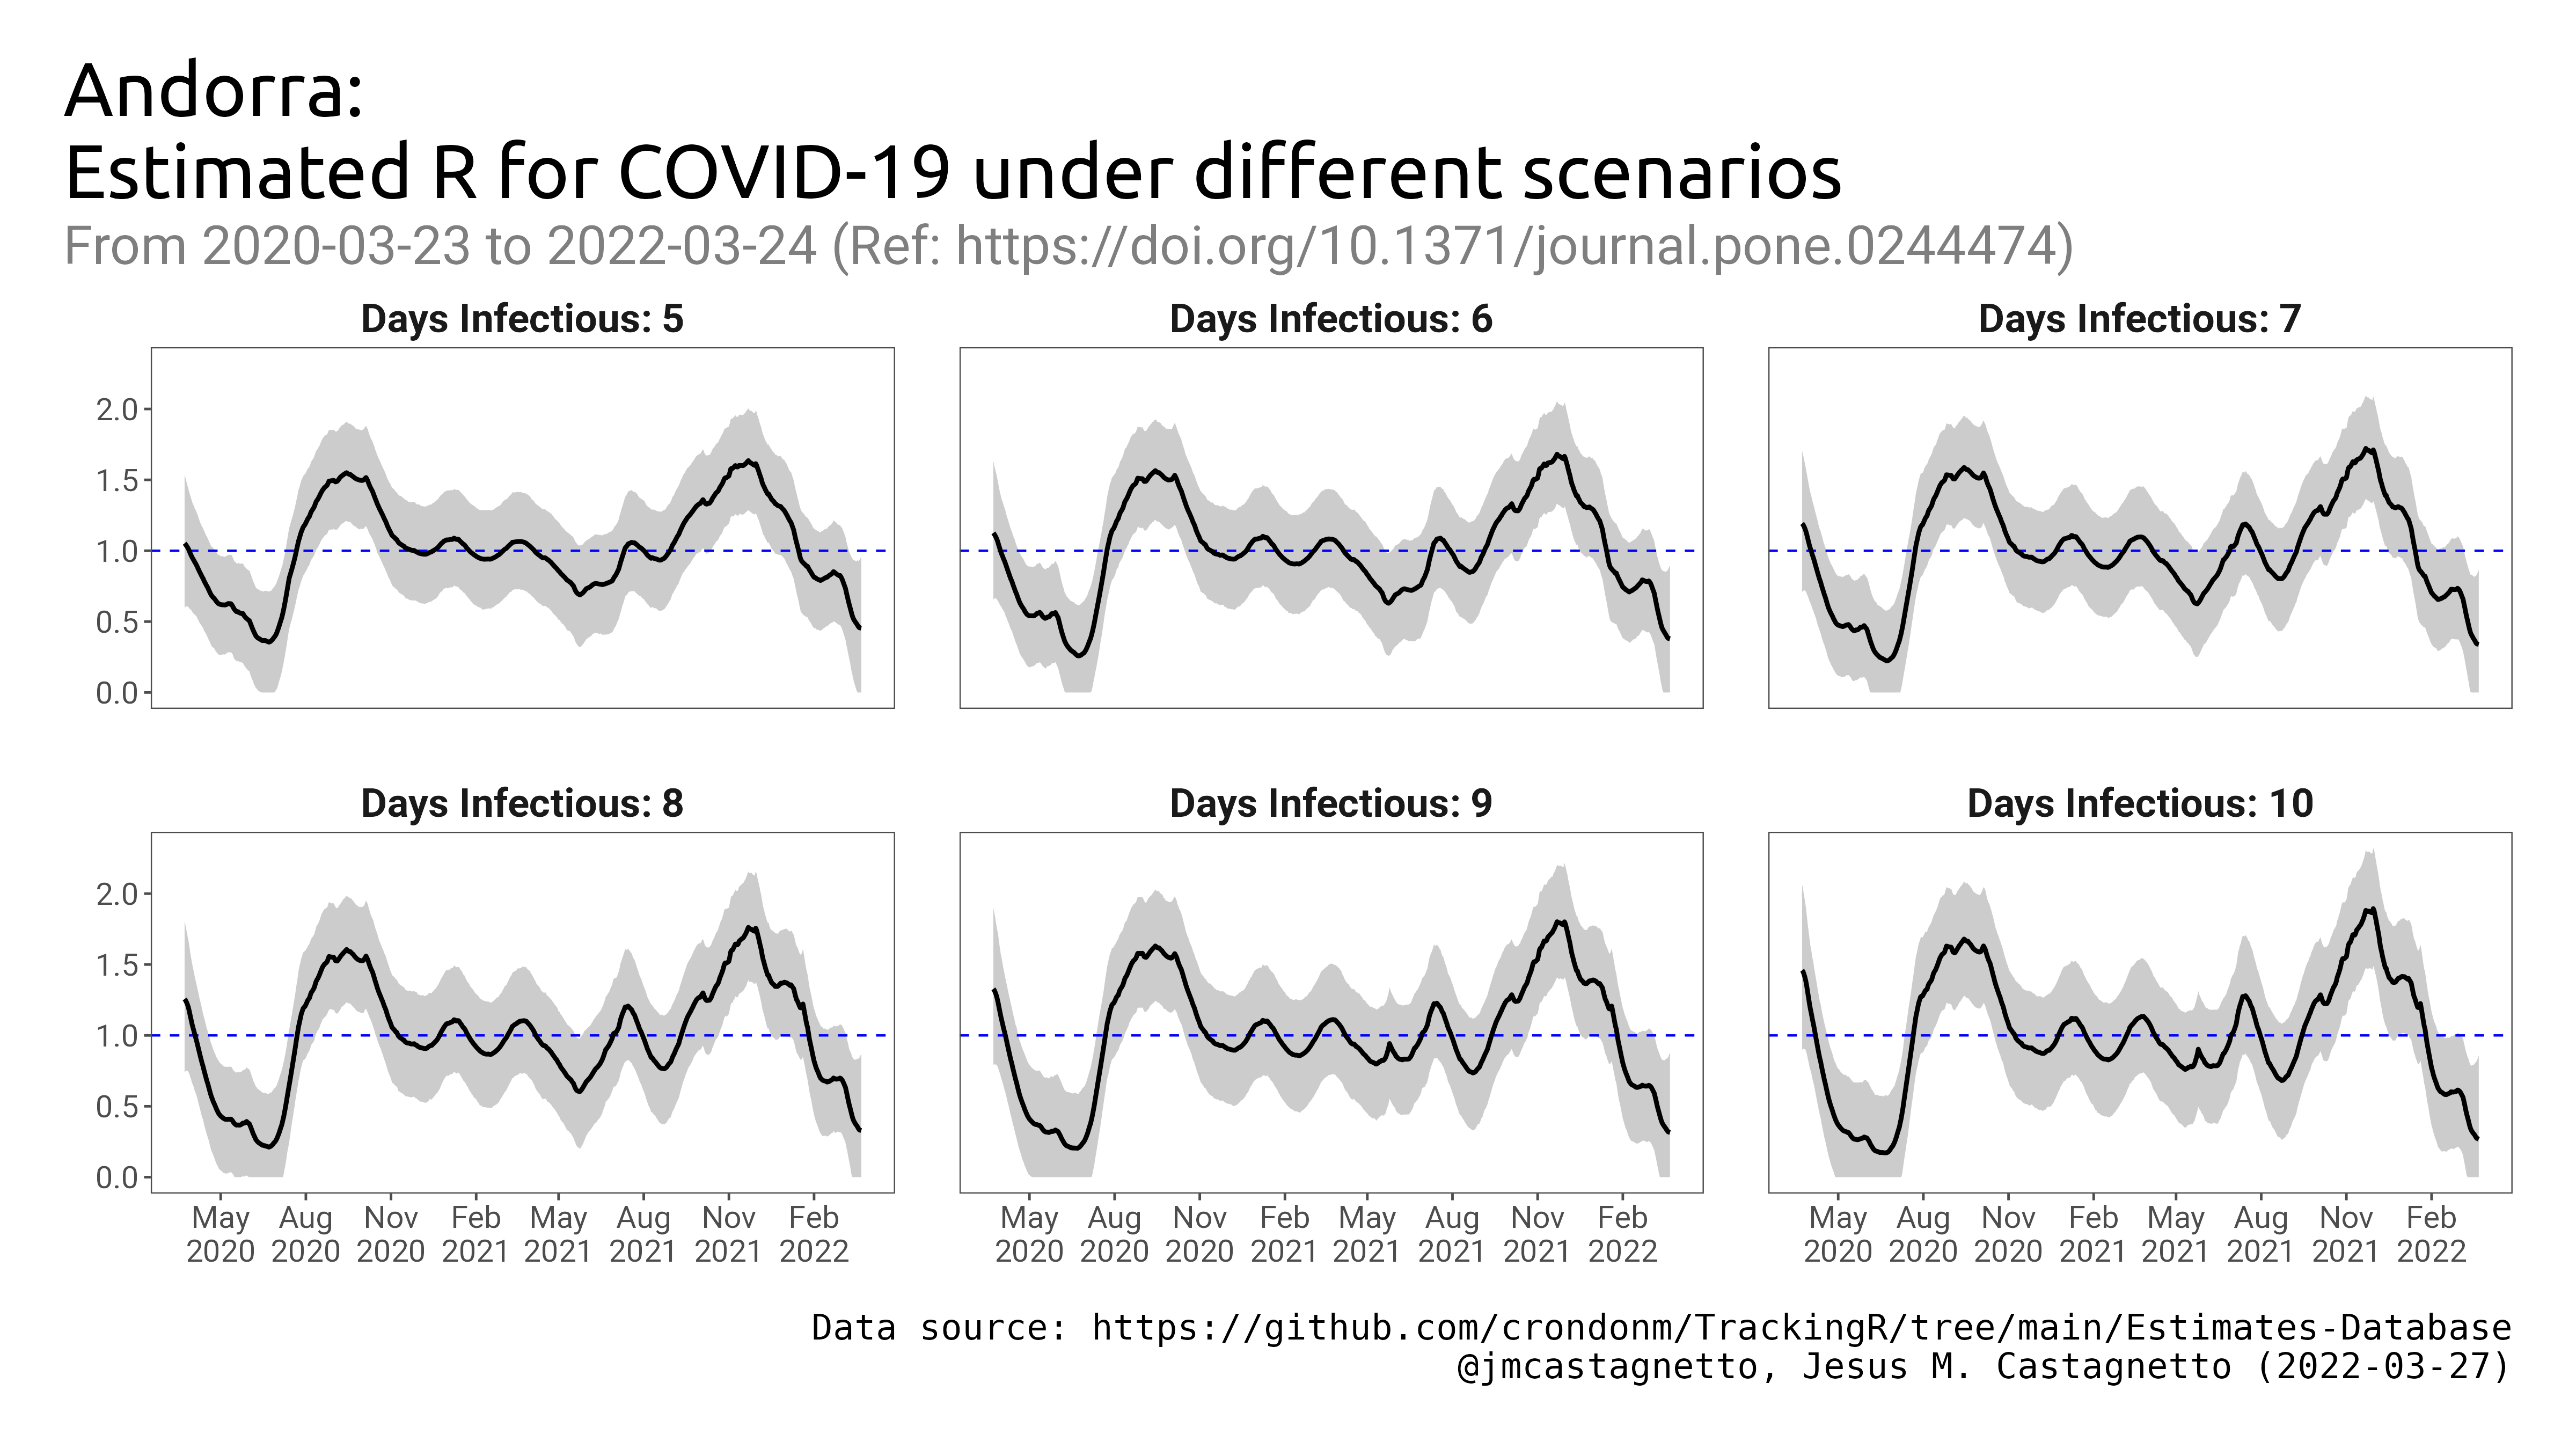 Andorra:
Estimated R for COVID-19 under different scenarios
From 2020-03-23 to 2022-03-24 (Ref: https://doi.org/10.1371/journal.pone.0244474)
Days Infectious: 5
Days Infectious: 6
Days Infectious: 7
2.0
1.5
1.0
0.5
0.0
Days Infectious: 8
Days Infectious: 9
Days Infectious: 10
2.0
1.5
1.0
0.5
0.0
May Aug Nov Feb May Aug Nov Feb
2020 2020 2020 2021 2021 2021 2021 2022
May Aug Nov Feb May Aug Nov Feb
2020 2020 2020 2021 2021 2021 2021 2022
May Aug Nov Feb May Aug Nov Feb
2020 2020 2020 2021 2021 2021 2021 2022
Data source: https://github.com/crondonm/TrackingR/tree/main/Estimates-Database
@jmcastagnetto, Jesus M. Castagnetto (2022-03-27)